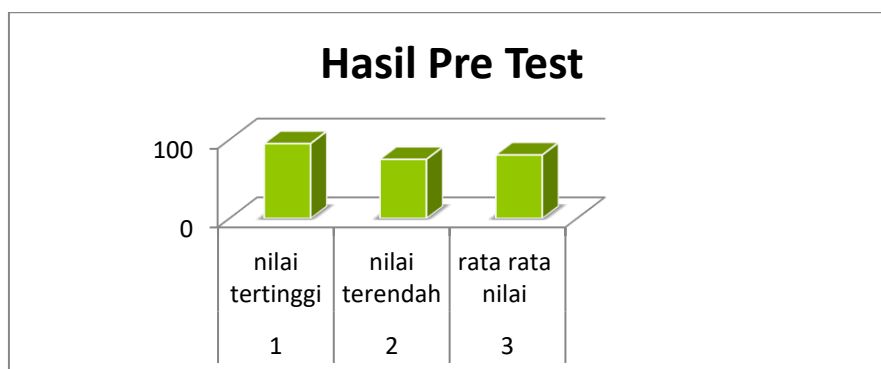 Hasil Pre Test
100
0
nilai tertinggi
nilai terendah
rata rata nilai
1 2 3